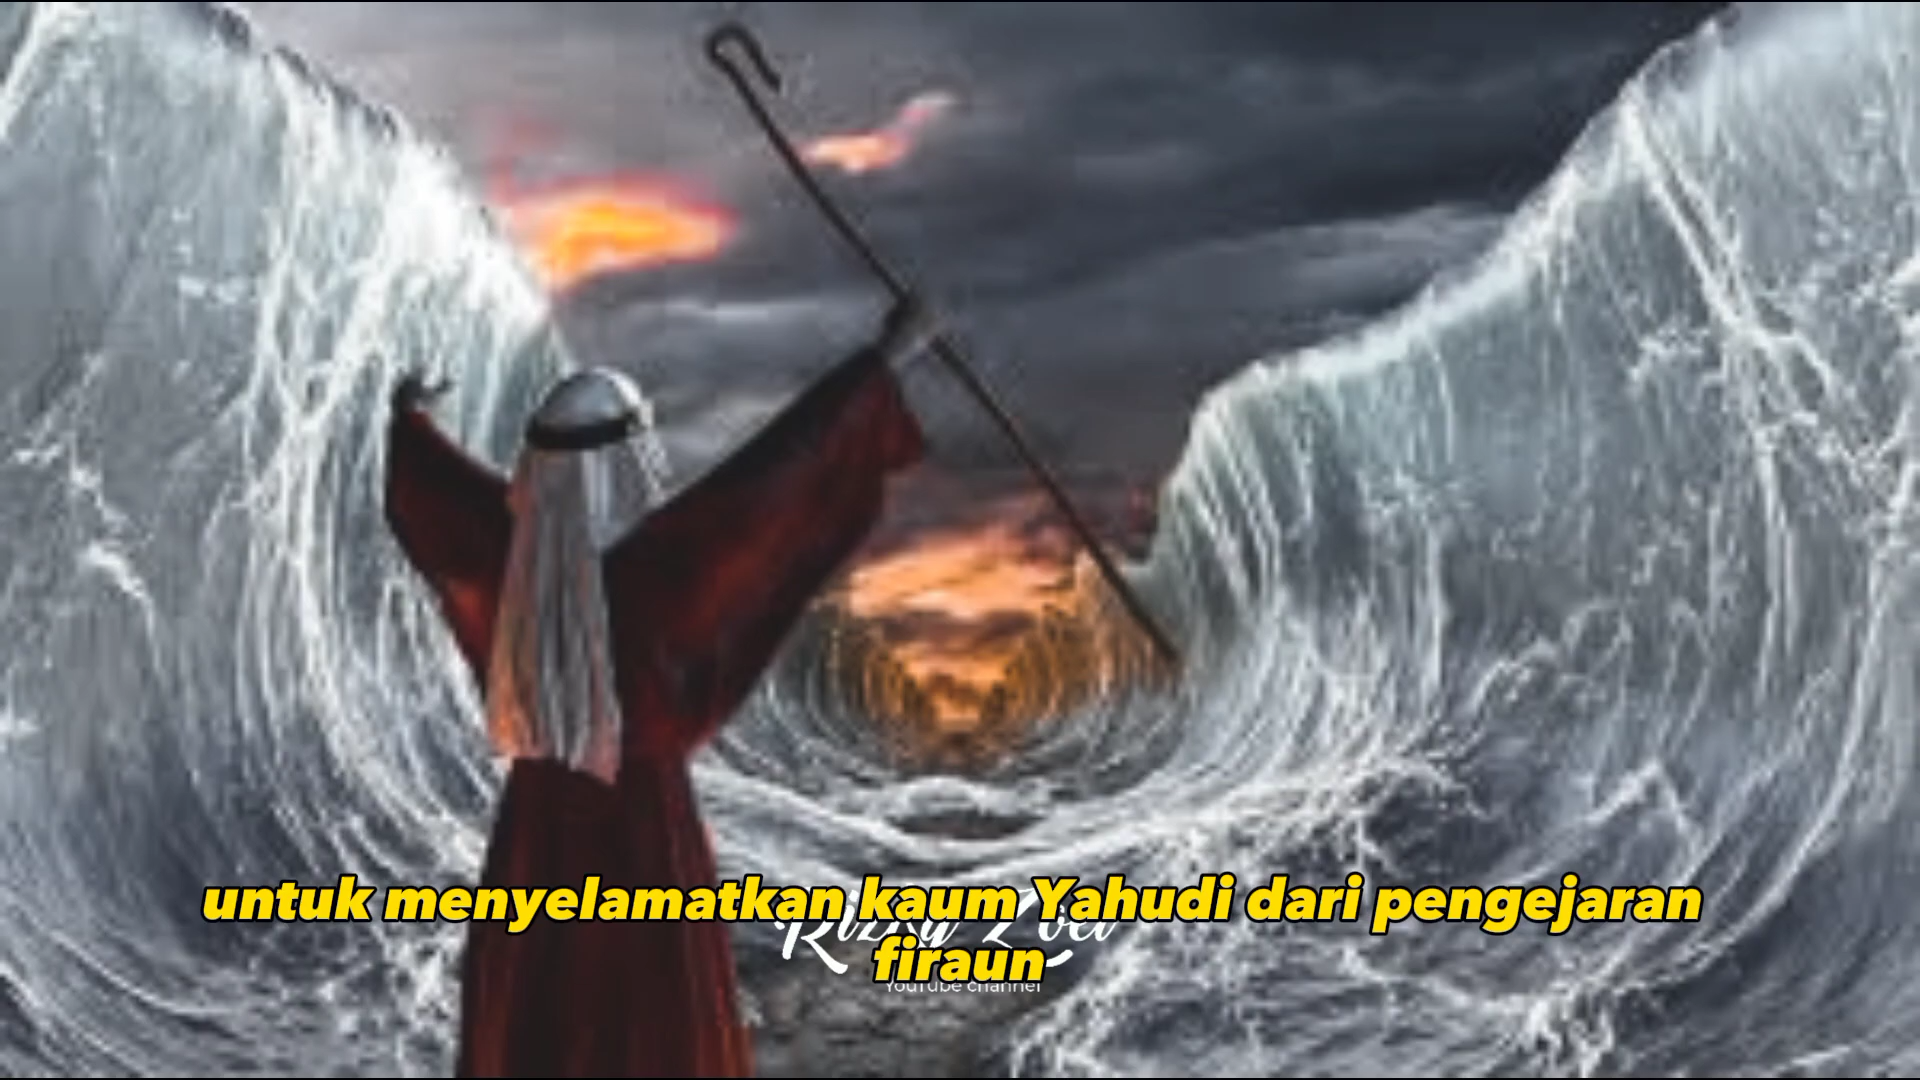 untuk menyelamatkan kaum Yahudi dari pengejaran
firaun
YouTube channel